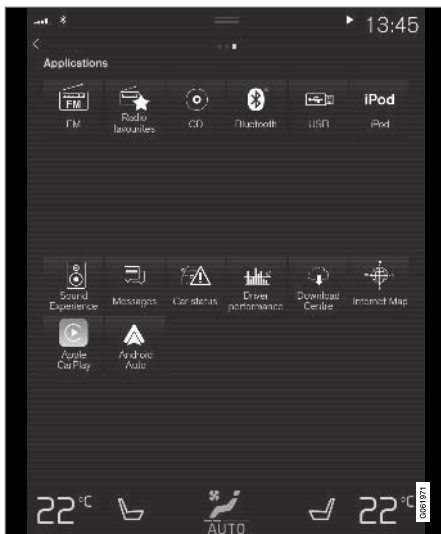 13:45
Applications
FM
FM
Radio
favourites
CD
Bluetooth
USB
iPod
iPod
Sound
Experience
Messages
Car status
Driver
performance
Download
Centre
Internet Map
Apple
CarPlay
Android
Auto
22°C
AUTO
22°C
G061971